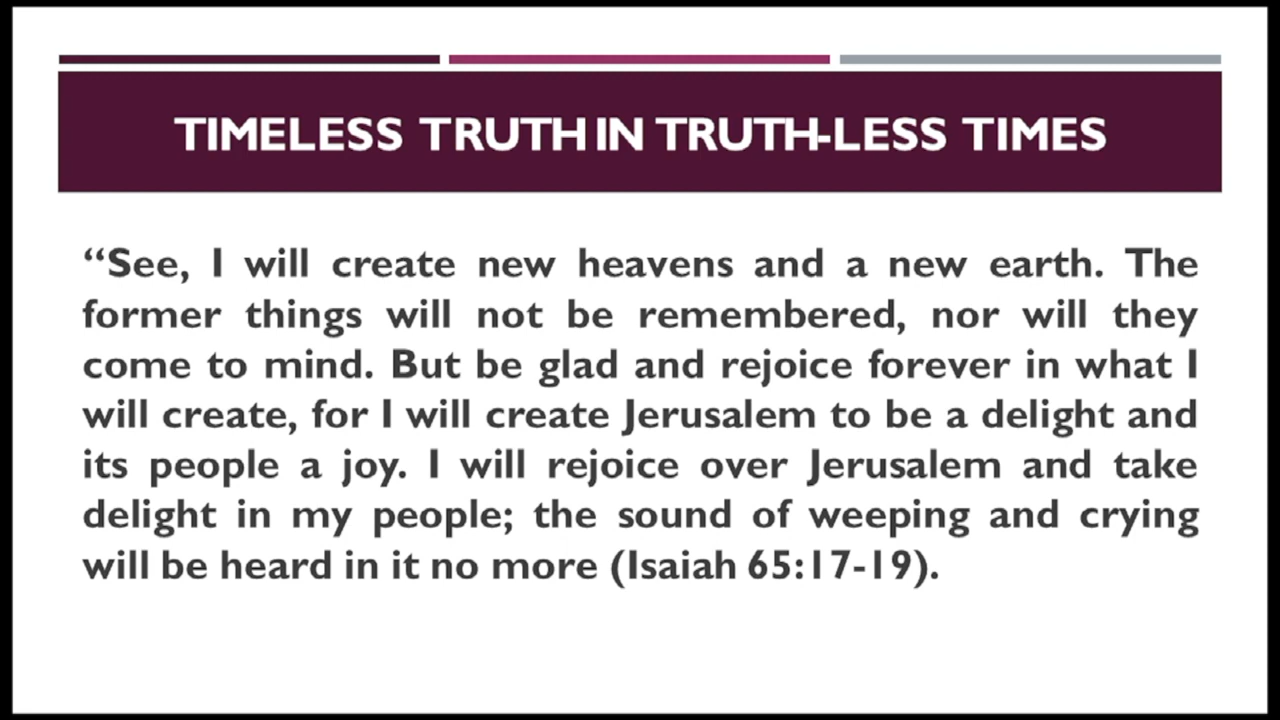 TIMELESS TRUTH IN TRUTH-LESS TIMES
“See, I will create new heavens and a new earth. The
former things will not be remembered, nor will they
come to mind. But be glad and rejoice forever in what I
will create, for I will create Jerusalem to be a delight and
its people a joy. I will rejoice over Jerusalem and take
delight in my people; the sound of weeping and crying
will be heard in it no more (Isaiah 65:17-19).